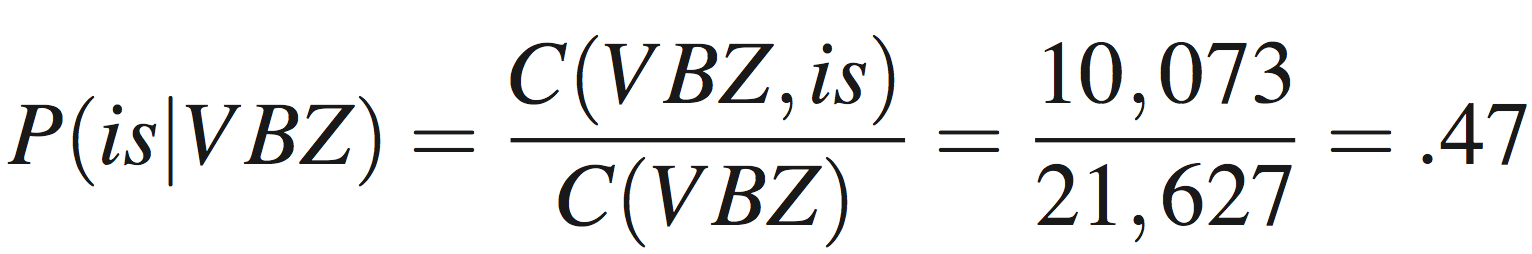 P(is|VBZ) = C(VBZ, is) / C(VBZ) = 10,073 / 21,627 = .47